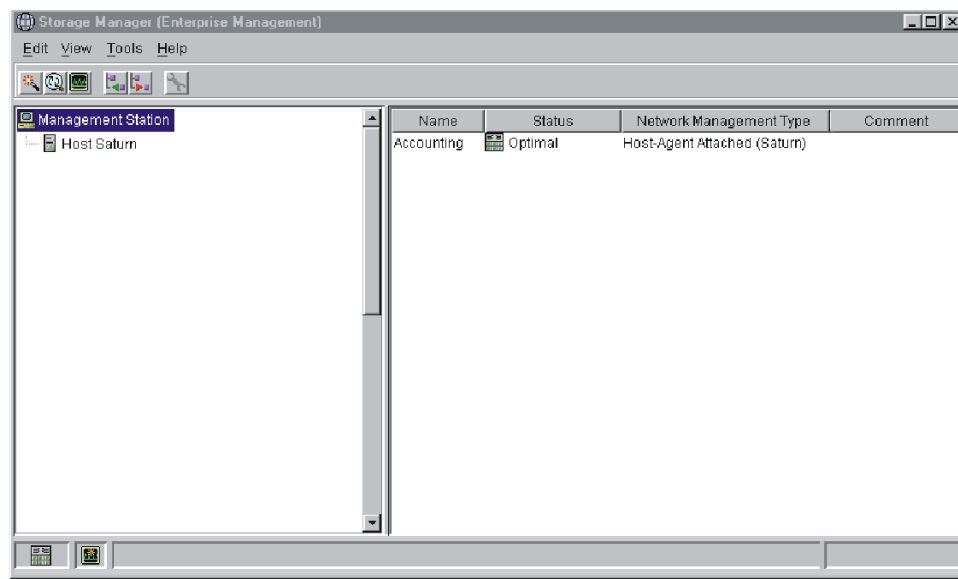 Storage Manager (Enterprise Management)
Edit View Tools Help
Management Station
Host Saturn
Name Status Network Management Type Comment
Accounting Optimal Host-Agent Attached (Saturn)